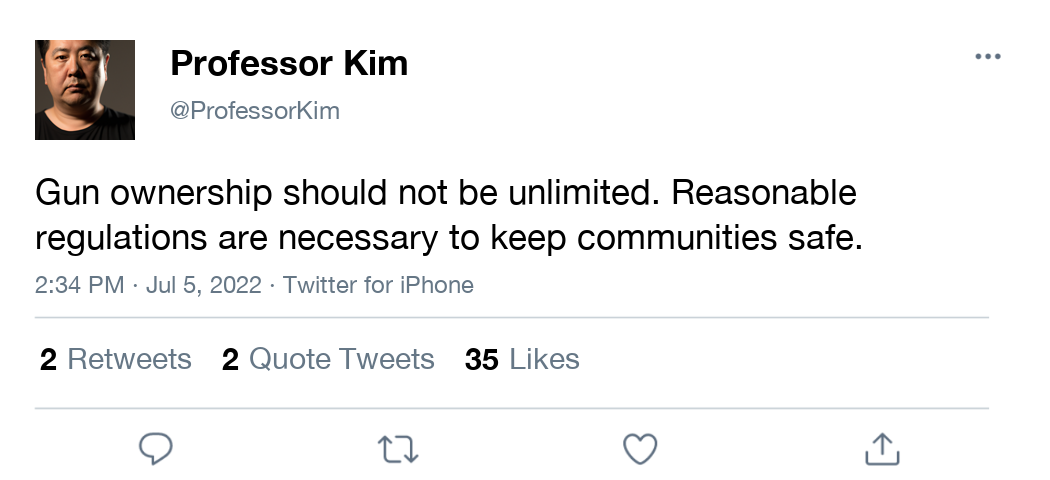 Professor Kim
@ProfessorKim
Gun ownership should not be unlimited. Reasonable
regulations are necessary to keep communities safe.
2:34 PM · Jul 5, 2022 · Twitter for iPhone
2 Retweets 2 Quote Tweets 35 Likes